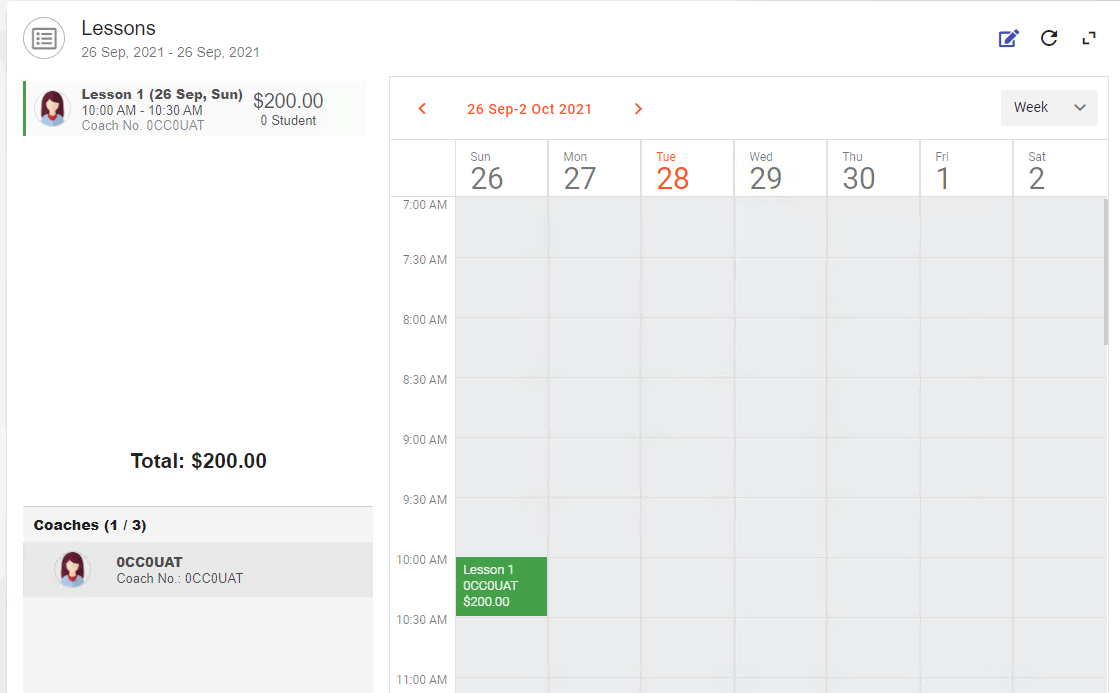 Lessons
26 Sep, 2021 - 26 Sep, 2021
Lesson 1 (26 Sep, Sun)
10:00 AM - 10:30 AM
Coach No. 0CC0UAT
$200.00
0 Student
Total: $200.00
Coaches (1 / 3)
0CC0UAT
Coach No.: 0CC0UAT
26 Sep-2 Oct 2021
Week
Sun
26
Mon
27
Tue
28
Wed
29
Thu
30
Fri
1
Sat
2
7:00 AM
7:30 AM
8:00 AM
8:30 AM
9:00 AM
9:30 AM
10:00 AM
Lesson 1
0CC0UAT
$200.00
10:30 AM
11:00 AM